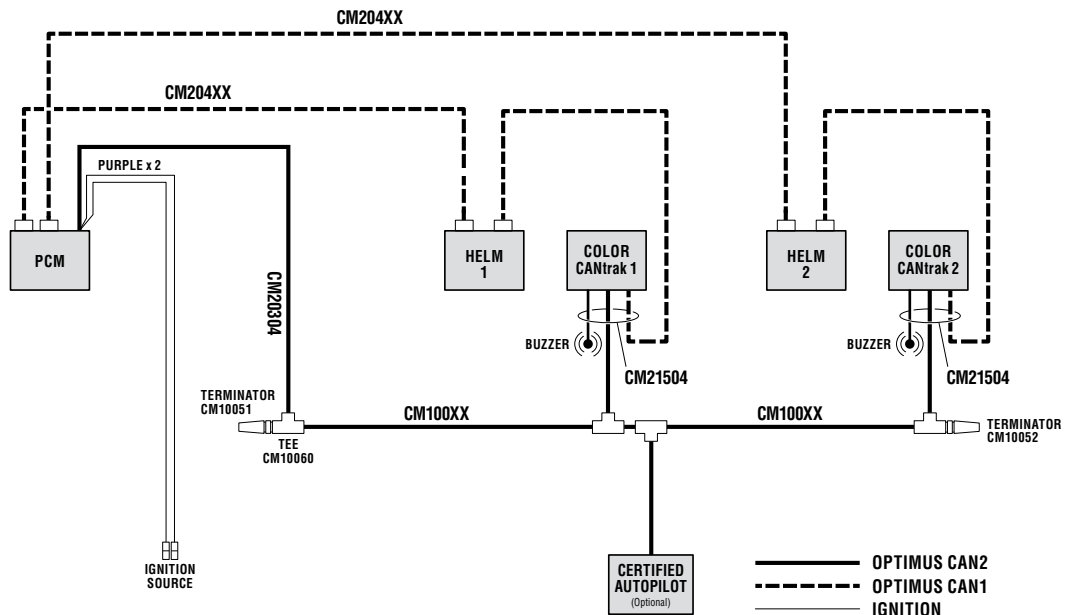 CM204XX
CM204XX
PURPLE x 2
PCM
HELM
1
COLOR
CANtrak 1
HELM
2
COLOR
CANtrak 2
CM20304
BUZZER
CM21504
BUZZER
CM21504
TERMINATOR
CM10051
TEE
CM10060
CM100XX
CM100XX
TERMINATOR
CM10052
IGNITION
SOURCE
CERTIFIED
AUTOPILOT
(Optional)
OPTIMUS CAN2
OPTIMUS CAN1
IGNITION